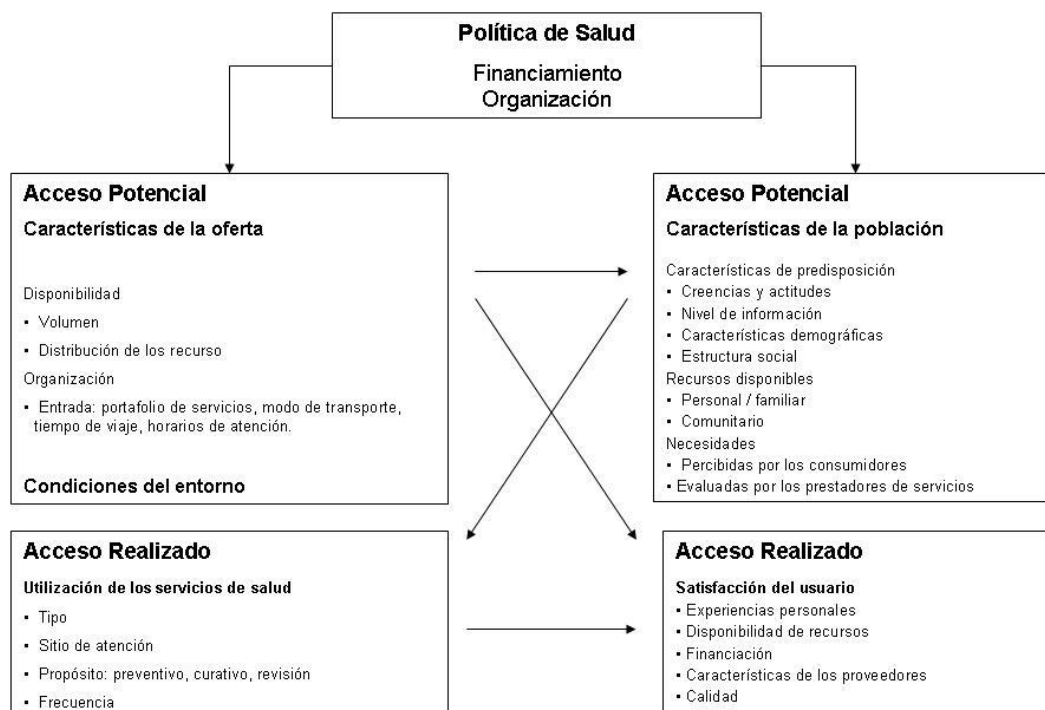 Política de Salud
Financiamiento
Organización
Acceso Potencial
Características de la oferta
Disponibilidad
▪ Volumen
▪ Distribución de los recurso
Organización
▪ Entrada: portafolio de servicios, modo de transporte,
tiempo de viaje, horarios de atención.
Condiciones del entorno
Acceso Potencial
Características de la población
Características de predisposición
▪ Creencias y actitudes
▪ Nivel de información
▪ Características demográficas
▪ Estructura social
Recursos disponibles
▪ Personal / familiar
▪ Comunitario
Necesidades
▪ Percibidas por los consumidores
▪ Evaluadas por los prestadores de servicios
Acceso Realizado
Utilización de los servicios de salud
▪ Tipo
▪ Sitio de atención
▪ Propósito: preventivo, curativo, revisión
▪ Frecuencia
Acceso Realizado
Satisfacción del usuario
▪ Experiencias personales
▪ Disponibilidad de recursos
▪ Financiación
▪ Características de los proveedores
▪ Calidad